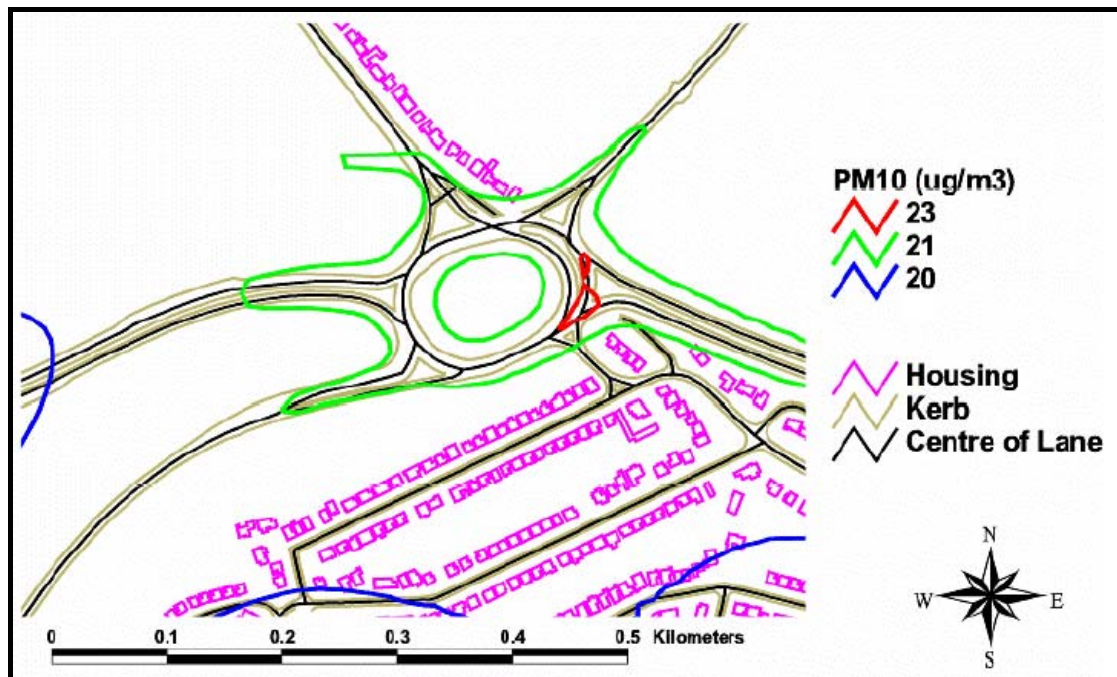 PM10 (ug/m3)
23
21
20
Housing
Kerb
Centre of Lane
N
W E
S
0 0.1 0.2 0.3 0.4 0.5 Kilometers